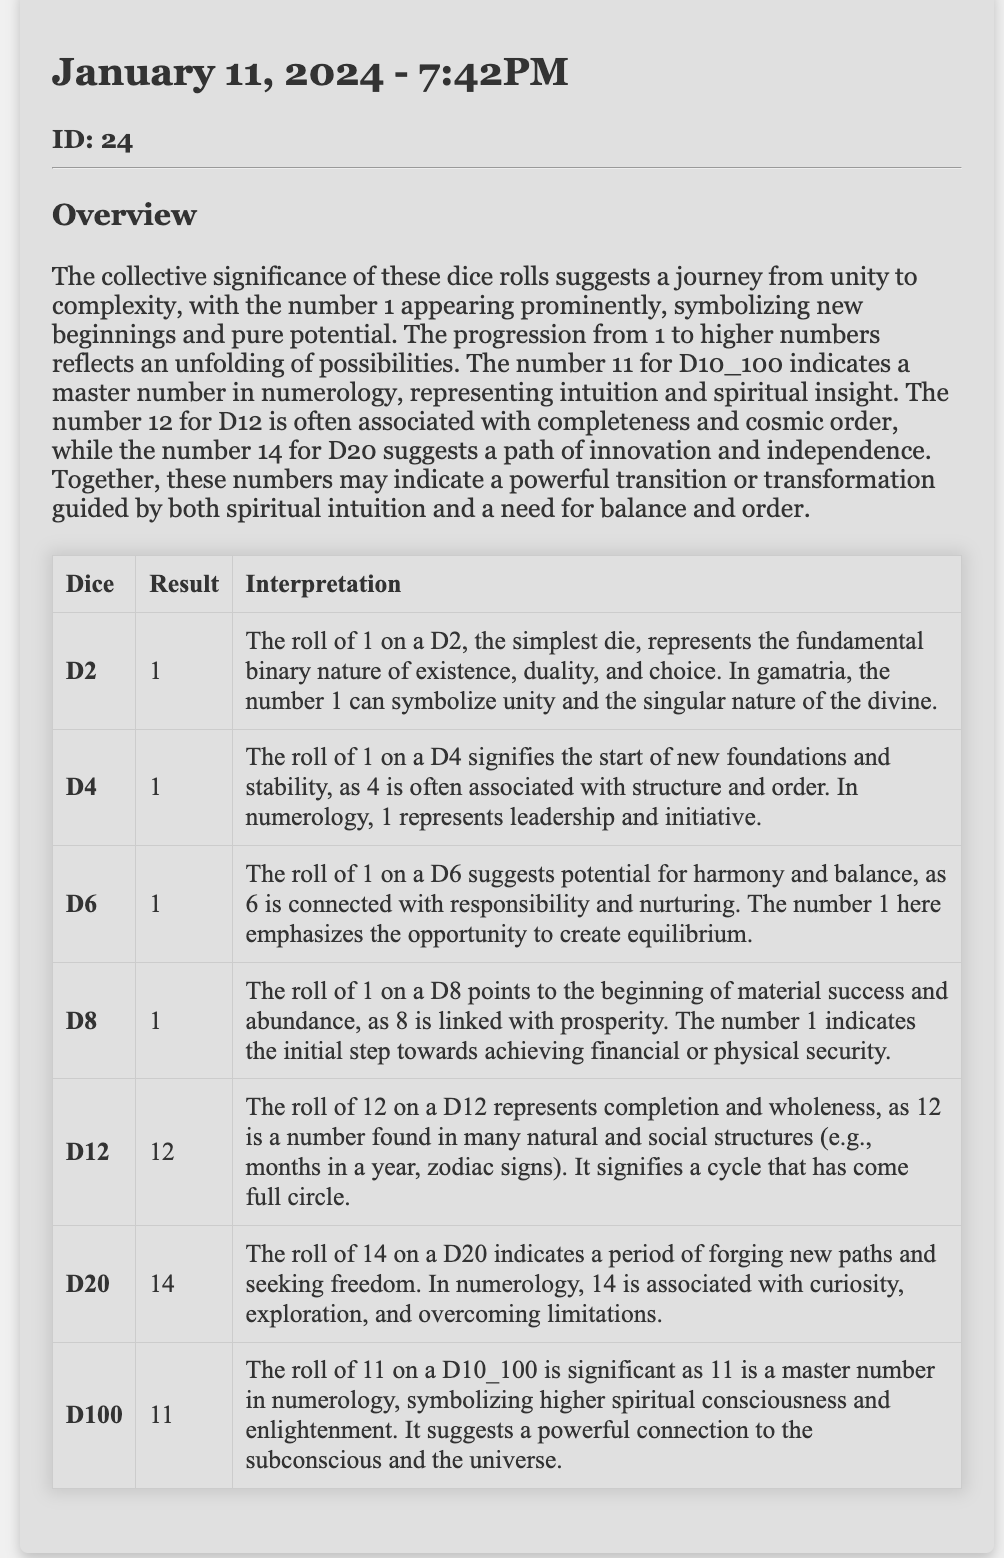 January 11, 2024 - 7:42PM
ID: 24
Overview
The collective significance of these dice rolls suggests a journey from unity to
complexity, with the number 1 appearing prominently, symbolizing new
beginnings and pure potential. The progression from 1 to higher numbers
reflects an unfolding of possibilities. The number 11 for D10_100 indicates a
master number in numerology, representing intuition and spiritual insight. The
number 12 for D12 is often associated with completeness and cosmic order,
while the number 14 for D20 suggests a path of innovation and independence.
Together, these numbers may indicate a powerful transition or transformation
guided by both spiritual intuition and a need for balance and order.
Dice Result Interpretation
D2 1 The roll of 1 on a D2, the simplest die, represents the fundamental
binary nature of existence, duality, and choice. In gamatria, the
number 1 can symbolize unity and the singular nature of the divine.
D4 1 The roll of 1 on a D4 signifies the start of new foundations and
stability, as 4 is often associated with structure and order. In
numerology, 1 represents leadership and initiative.
D6 1 The roll of 1 on a D6 suggests potential for harmony and balance, as
6 is connected with responsibility and nurturing. The number 1 here
emphasizes the opportunity to create equilibrium.
D8 1 The roll of 1 on a D8 points to the beginning of material success and
abundance, as 8 is linked with prosperity. The number 1 indicates
the initial step towards achieving financial or physical security.
D12 12 The roll of 12 on a D12 represents completion and wholeness, as 12
is a number found in many natural and social structures (e.g.,
months in a year, zodiac signs). It signifies a cycle that has come
full circle.
D20 14 The roll of 14 on a D20 indicates a period of forging new paths and
seeking freedom. In numerology, 14 is associated with curiosity,
exploration, and overcoming limitations.
D100 11 The roll of 11 on a D10_100 is significant as 11 is a master number
in numerology, symbolizing higher spiritual consciousness and
enlightenment. It suggests a powerful connection to the
subconscious and the universe.